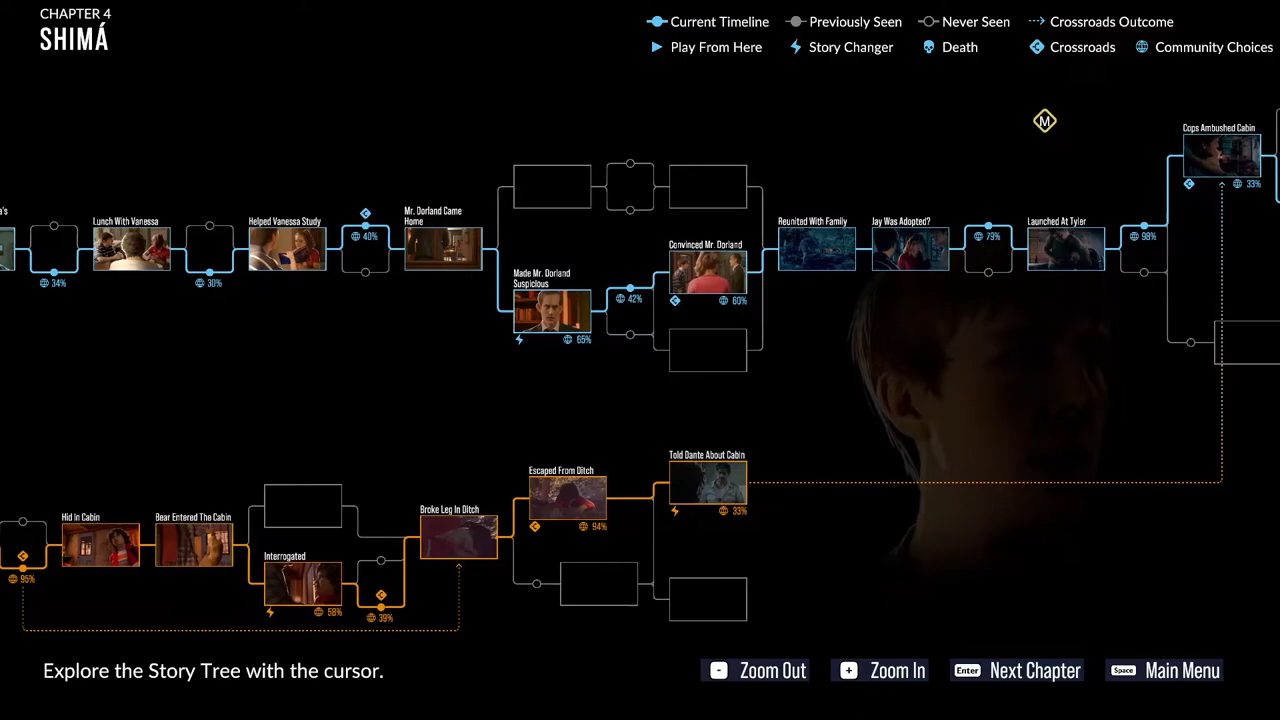 CHAPTER 4
SHIMÁ
Current Timeline
Previously Seen
Never Seen
Crossroads Outcome
Play From Here
Story Changer
Death
Crossroads
Community Choices
M
Cops Ambushed Cabin
33%
a's
34%
Lunch With Vanessa
30%
Helped Vanessa Study
40%
Mr. Dorland Came
Home
Made Mr. Dorland
Suspicious
65%
42%
Convinced Mr. Dorland
60%
Reunited With Family
Jay Was Adopted?
79%
Launched At Tyler
98%
95%
Hid In Cabin
Bear Entered The Cabin
Interrogated
58%
39%
Broke Leg In Ditch
Escaped From Ditch
94%
Told Dante About Cabin
33%
Explore the Story Tree with the cursor.
- Zoom Out
+ Zoom In
Enter Next Chapter
Space Main Menu